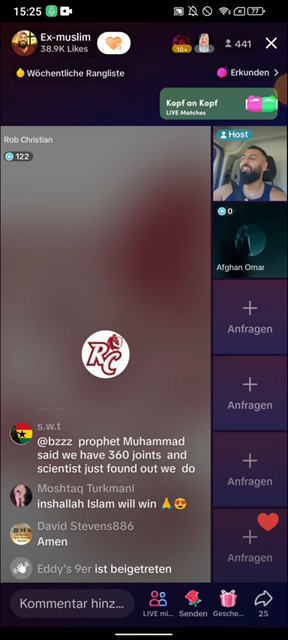 15:25
77
Ex-muslim
38.9K Likes
10+
10+
441
Wöchentliche Rangliste
Erkunden
Kopf an Kopf
LIVE Matches
Rob Christian
122
Host
0
Afghan Omar
RC
Anfragen
Anfragen
Anfragen
Anfragen
s.w.t
@bzzz prophet Muhammad
said we have 360 joints and
scientist just found out we do
Moshtaq Turkmani
inshallah Islam will win 🙏😍
JESUS
David Stevens886
Amen
Eddy's 9er ist beigetreten
Kommentar hinz...
LIVE mi...
Senden
Gesche...
25